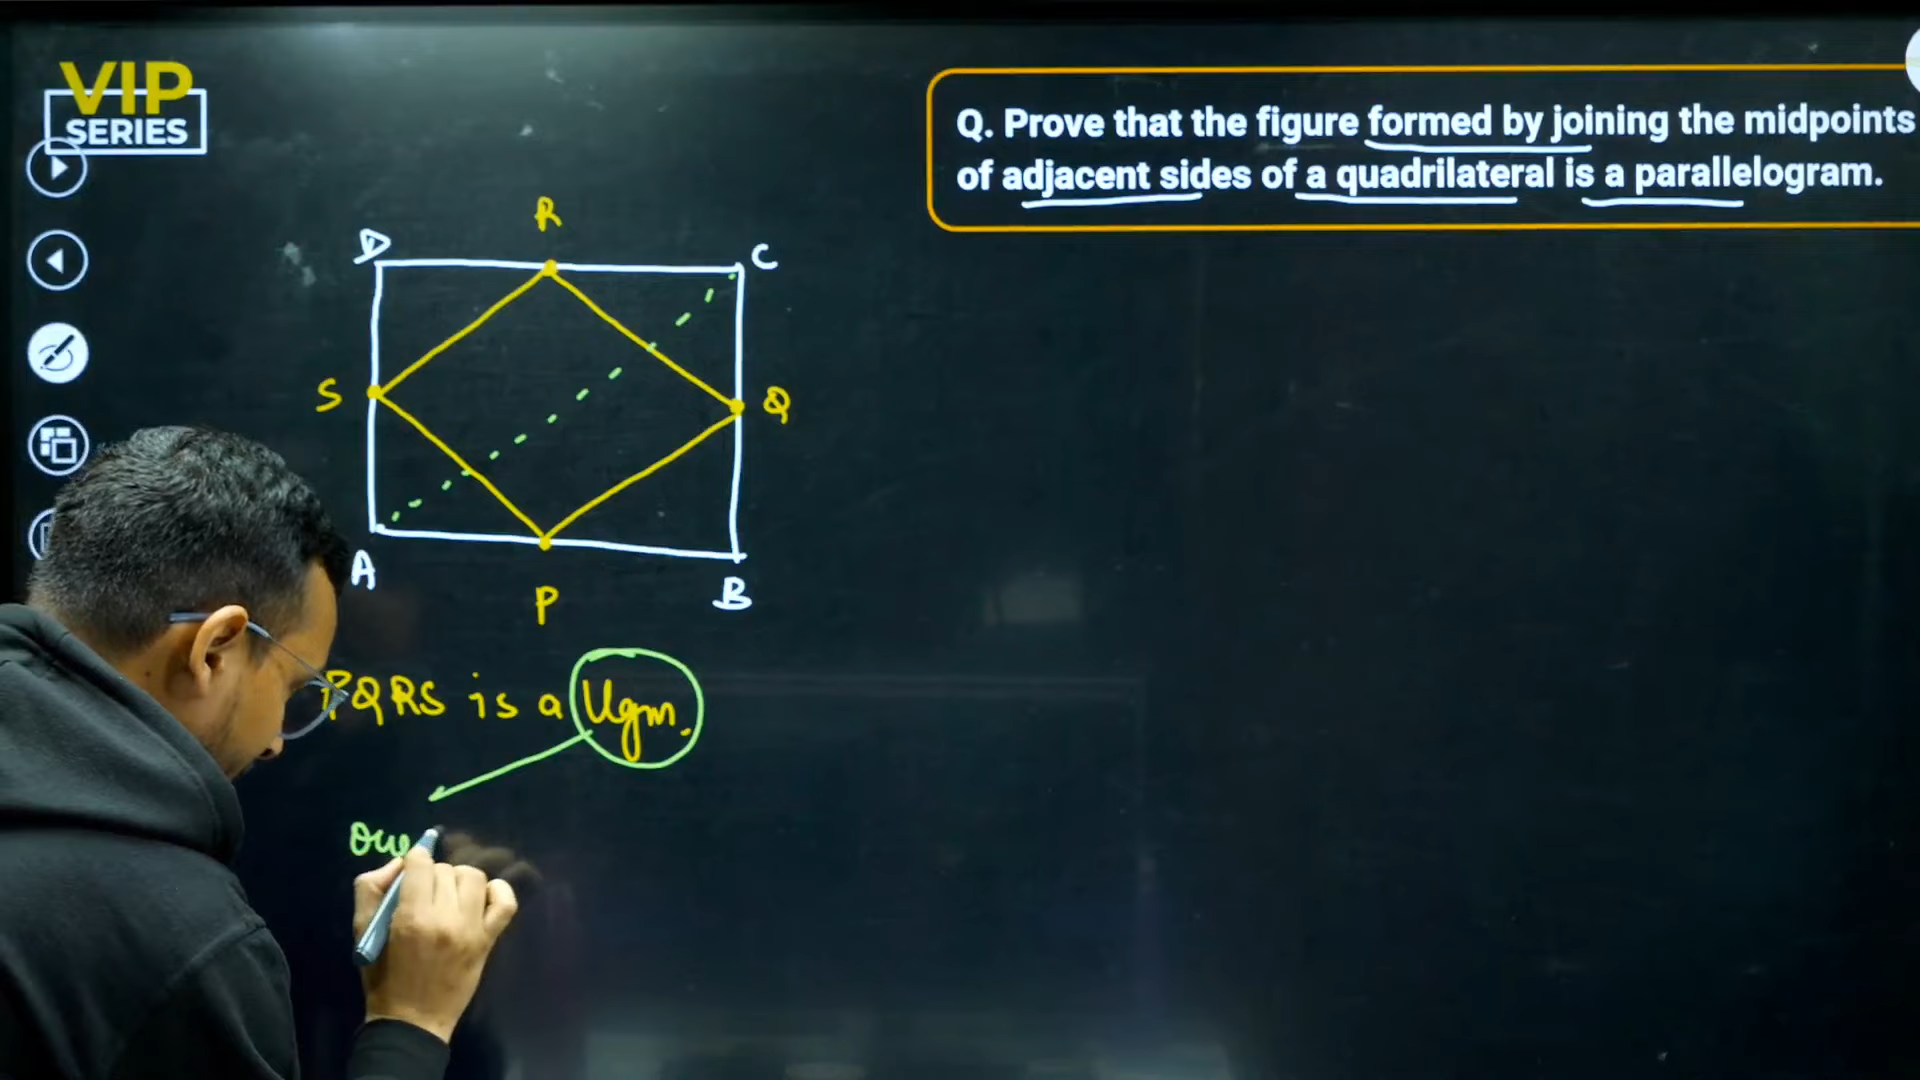 VIP
SERIES
Q. Prove that the figure formed by joining the midpoints
of adjacent sides of a quadrilateral is a parallelogram.
R
D
C
S
Q
A
P
B
PQRS is a ||gm.
one